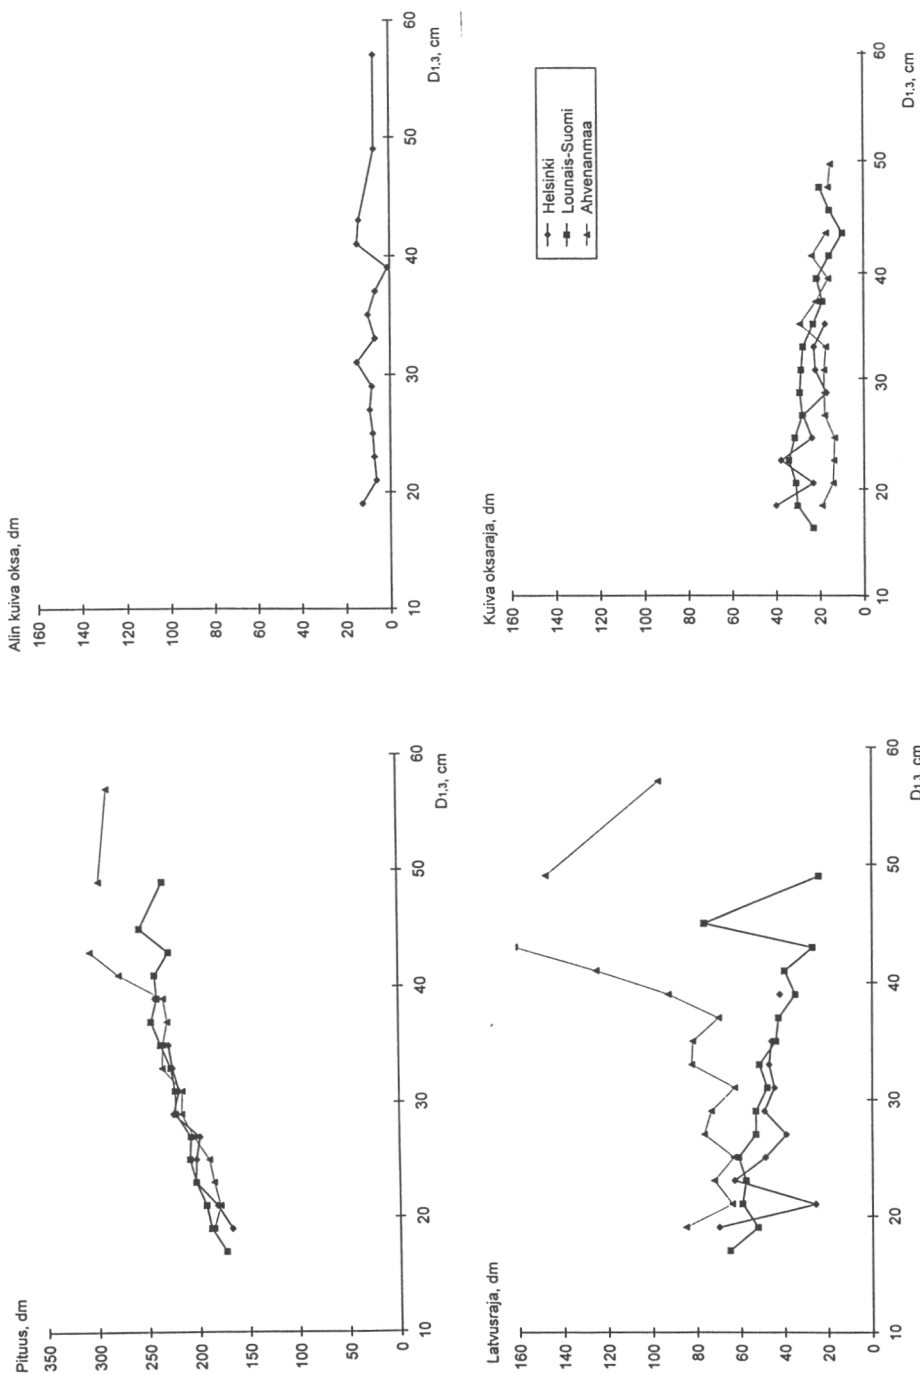 Pituus, dm
350
300
250
200
150
100
50
0
10 20 30 40 50 60
D1,3, cm
Alin kuiva oksa, dm
160
140
120
100
80
60
40
20
0
10 20 30 40 50 60
D1,3, cm
Latvusraja, dm
160
140
120
100
80
60
40
20
0
10 20 30 40 50 60
D1,3, cm
Kuiva oksaraja, dm
160
140
120
100
80
60
40
20
0
Helsinki
Lounais-Suomi
Ahvenanmaa
10 20 30 40 50 60
D1,3, cm